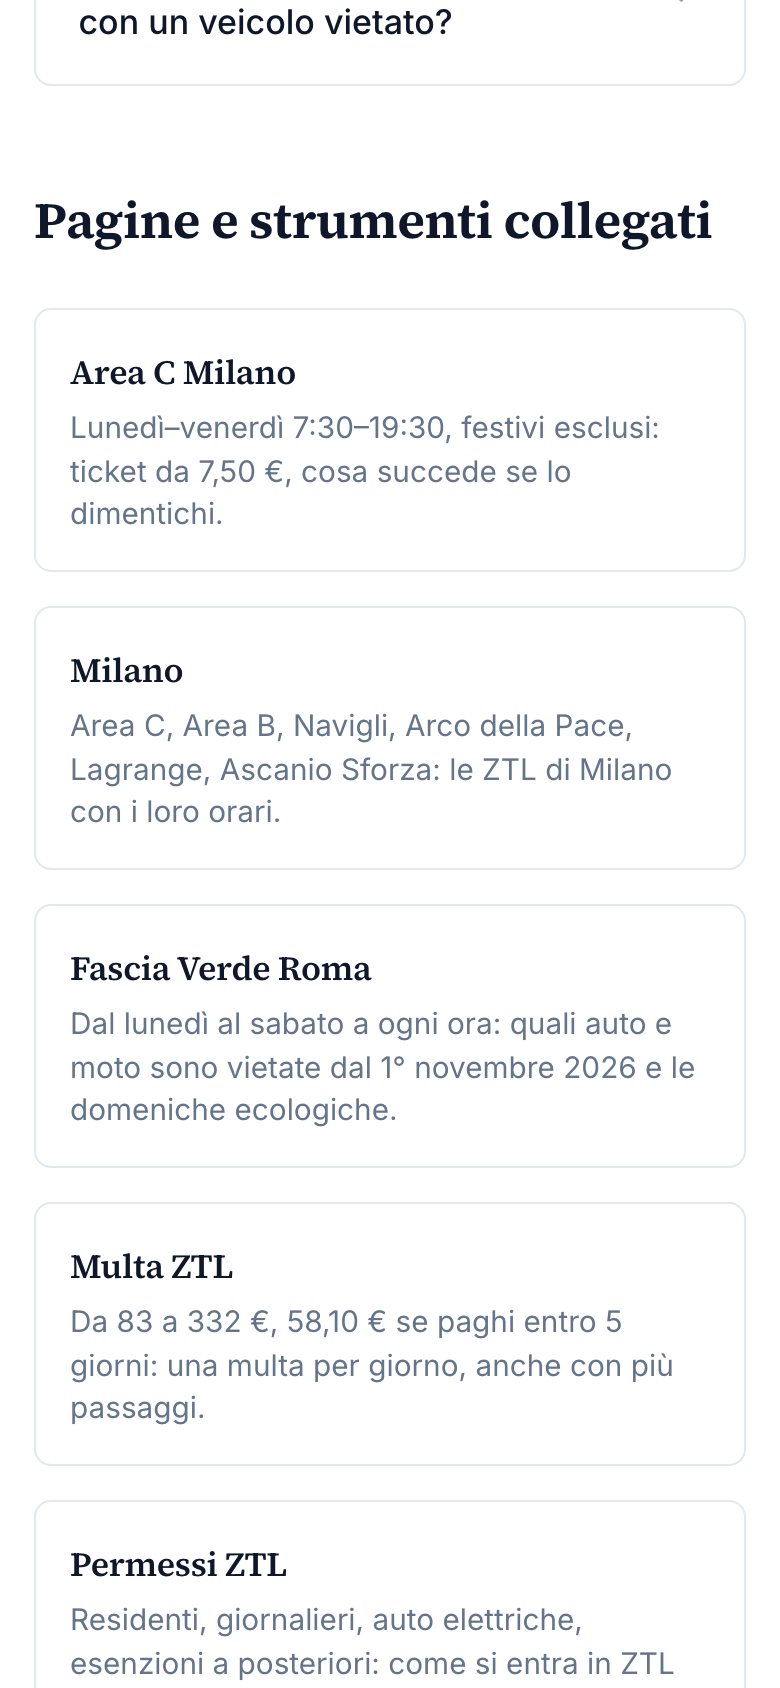 con un veicolo vietato?
Pagine e strumenti collegati
Area C Milano
Lunedì–venerdì 7:30–19:30, festivi esclusi:
ticket da 7,50 €, cosa succede se lo
dimentichi.
Milano
Area C, Area B, Navigli, Arco della Pace,
Lagrange, Ascanio Sforza: le ZTL di Milano
con i loro orari.
Fascia Verde Roma
Dal lunedì al sabato a ogni ora: quali auto e
moto sono vietate dal 1° novembre 2026 e le
domeniche ecologiche.
Multa ZTL
Da 83 a 332 €, 58,10 € se paghi entro 5
giorni: una multa per giorno, anche con più
passaggi.
Permessi ZTL
Residenti, giornalieri, auto elettriche,
esenzioni a posteriori: come si entra in ZTL